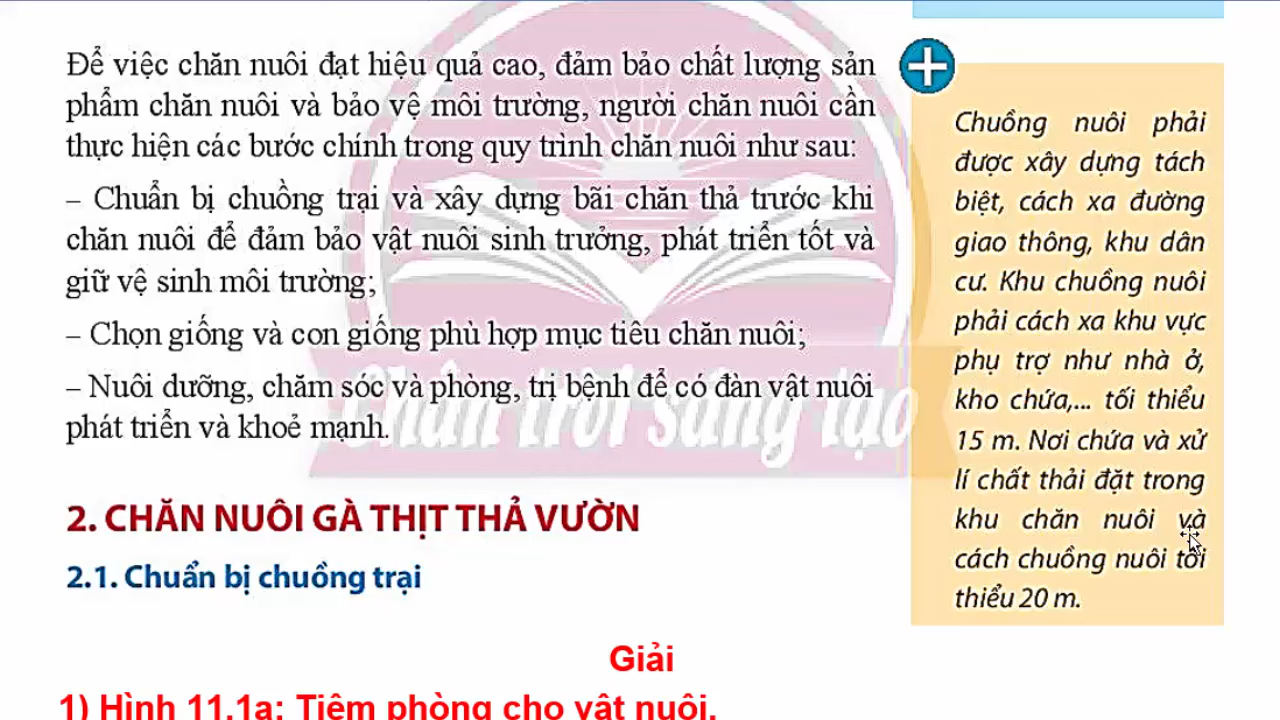 Để việc chăn nuôi đạt hiệu quả cao, đảm bảo chất lượng sản
phẩm chăn nuôi và bảo vệ môi trường, người chăn nuôi cần
thực hiện các bước chính trong quy trình chăn nuôi như sau:
– Chuẩn bị chuồng trại và xây dựng bãi chăn thả trước khi
chăn nuôi để đảm bảo vật nuôi sinh trưởng, phát triển tốt và
giữ vệ sinh môi trường;
– Chọn giống và con giống phù hợp mục tiêu chăn nuôi;
– Nuôi dưỡng, chăm sóc và phòng, trị bệnh để có đàn vật nuôi
phát triển và khoẻ mạnh.
Chân trời sáng tạo
2. CHĂN NUÔI GÀ THỊT THẢ VƯỜN
2.1. Chuẩn bị chuồng trại
Chuồng nuôi phải
được xây dựng tách
biệt, cách xa đường
giao thông, khu dân
cư. Khu chuồng nuôi
phải cách xa khu vực
phụ trợ như nhà ở,
kho chứa,... tối thiểu
15 m. Nơi chứa và xử
lí chất thải đặt trong
khu chăn nuôi và
cách chuồng nuôi tối
thiểu 20 m.
Giải
1) Hình 11.1a: Tiêm phòng cho vật nuôi.